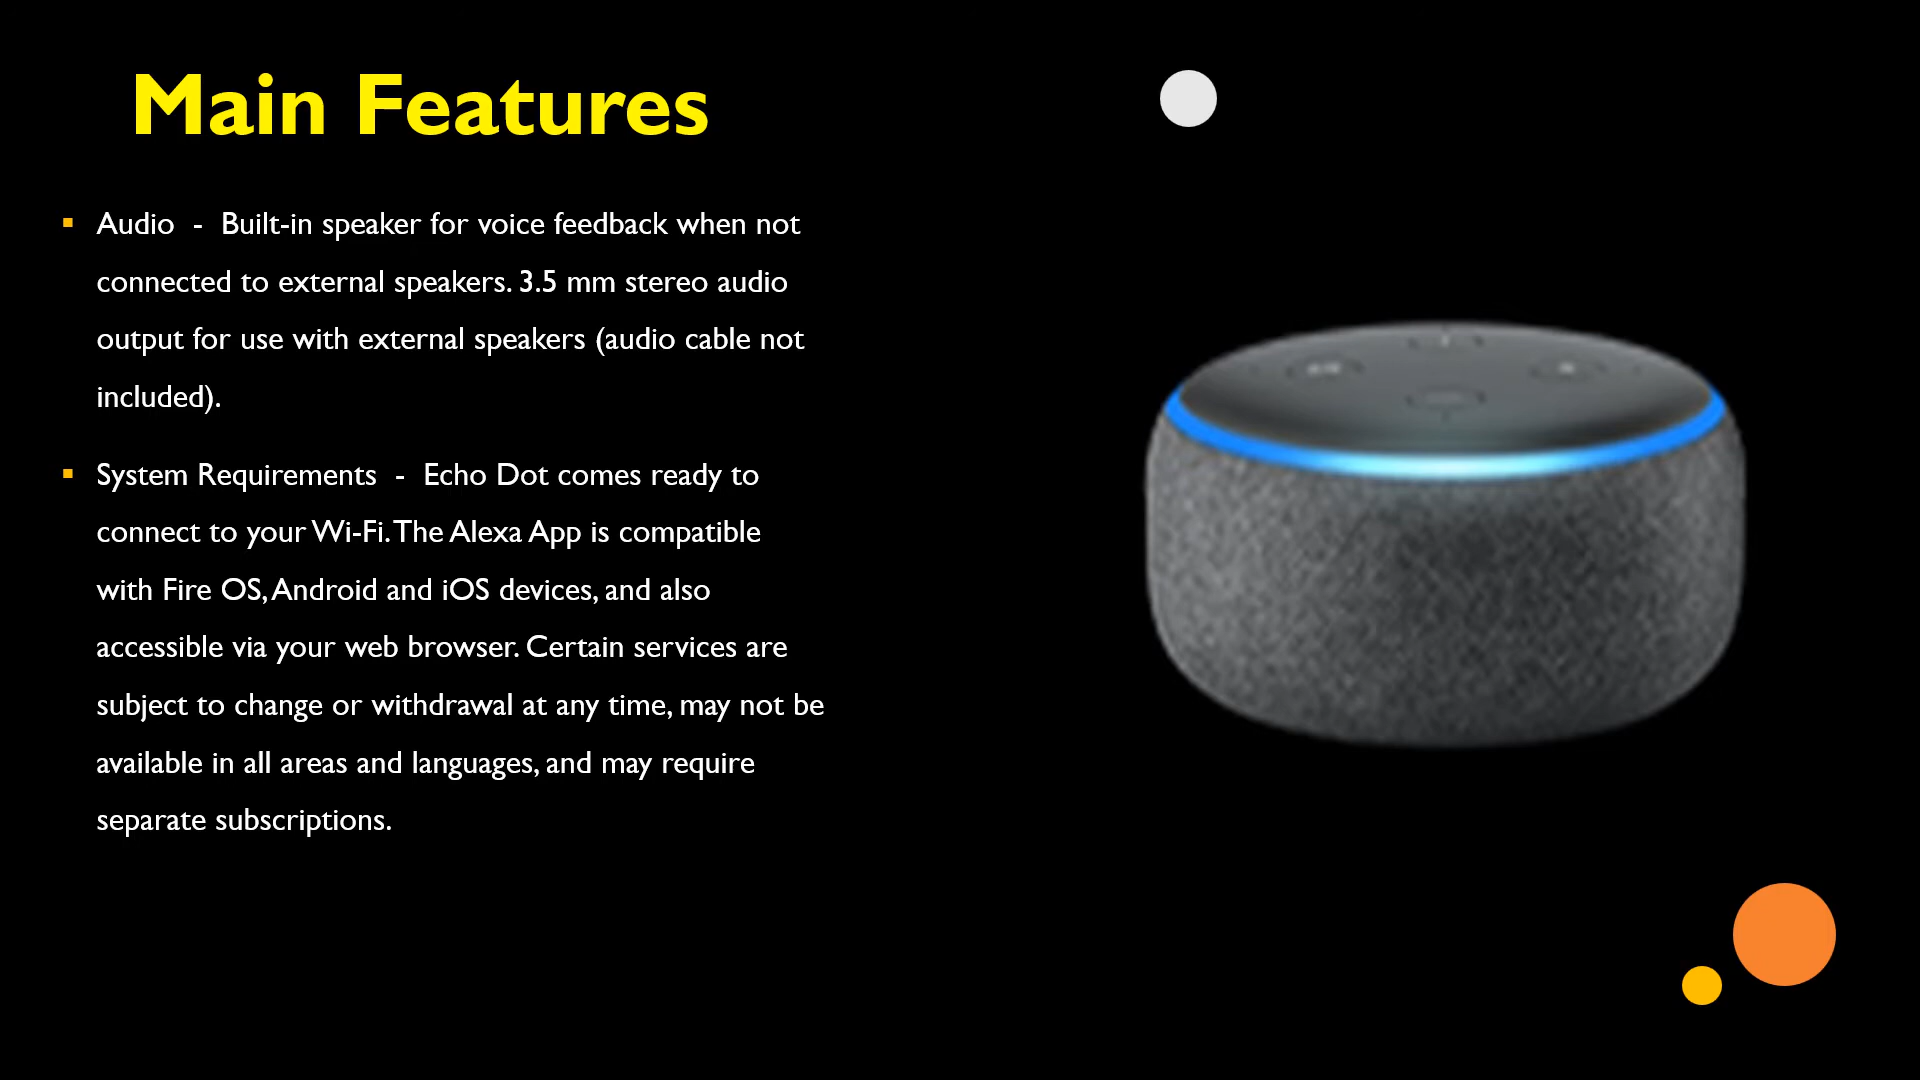 Main Features
▪ Audio - Built-in speaker for voice feedback when not
connected to external speakers. 3.5 mm stereo audio
output for use with external speakers (audio cable not
included).
▪ System Requirements - Echo Dot comes ready to
connect to your Wi-Fi. The Alexa App is compatible
with Fire OS, Android and iOS devices, and also
accessible via your web browser. Certain services are
subject to change or withdrawal at any time, may not be
available in all areas and languages, and may require
separate subscriptions.